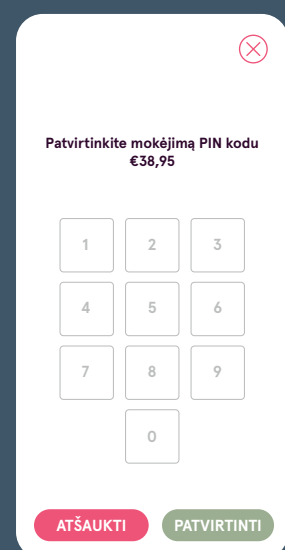 Patvirtinkite mokėjimą PIN kodu
€38,95
1 2 3
4 5 6
7 8 9
0
ATŠAUKTI PATVIRTINTI